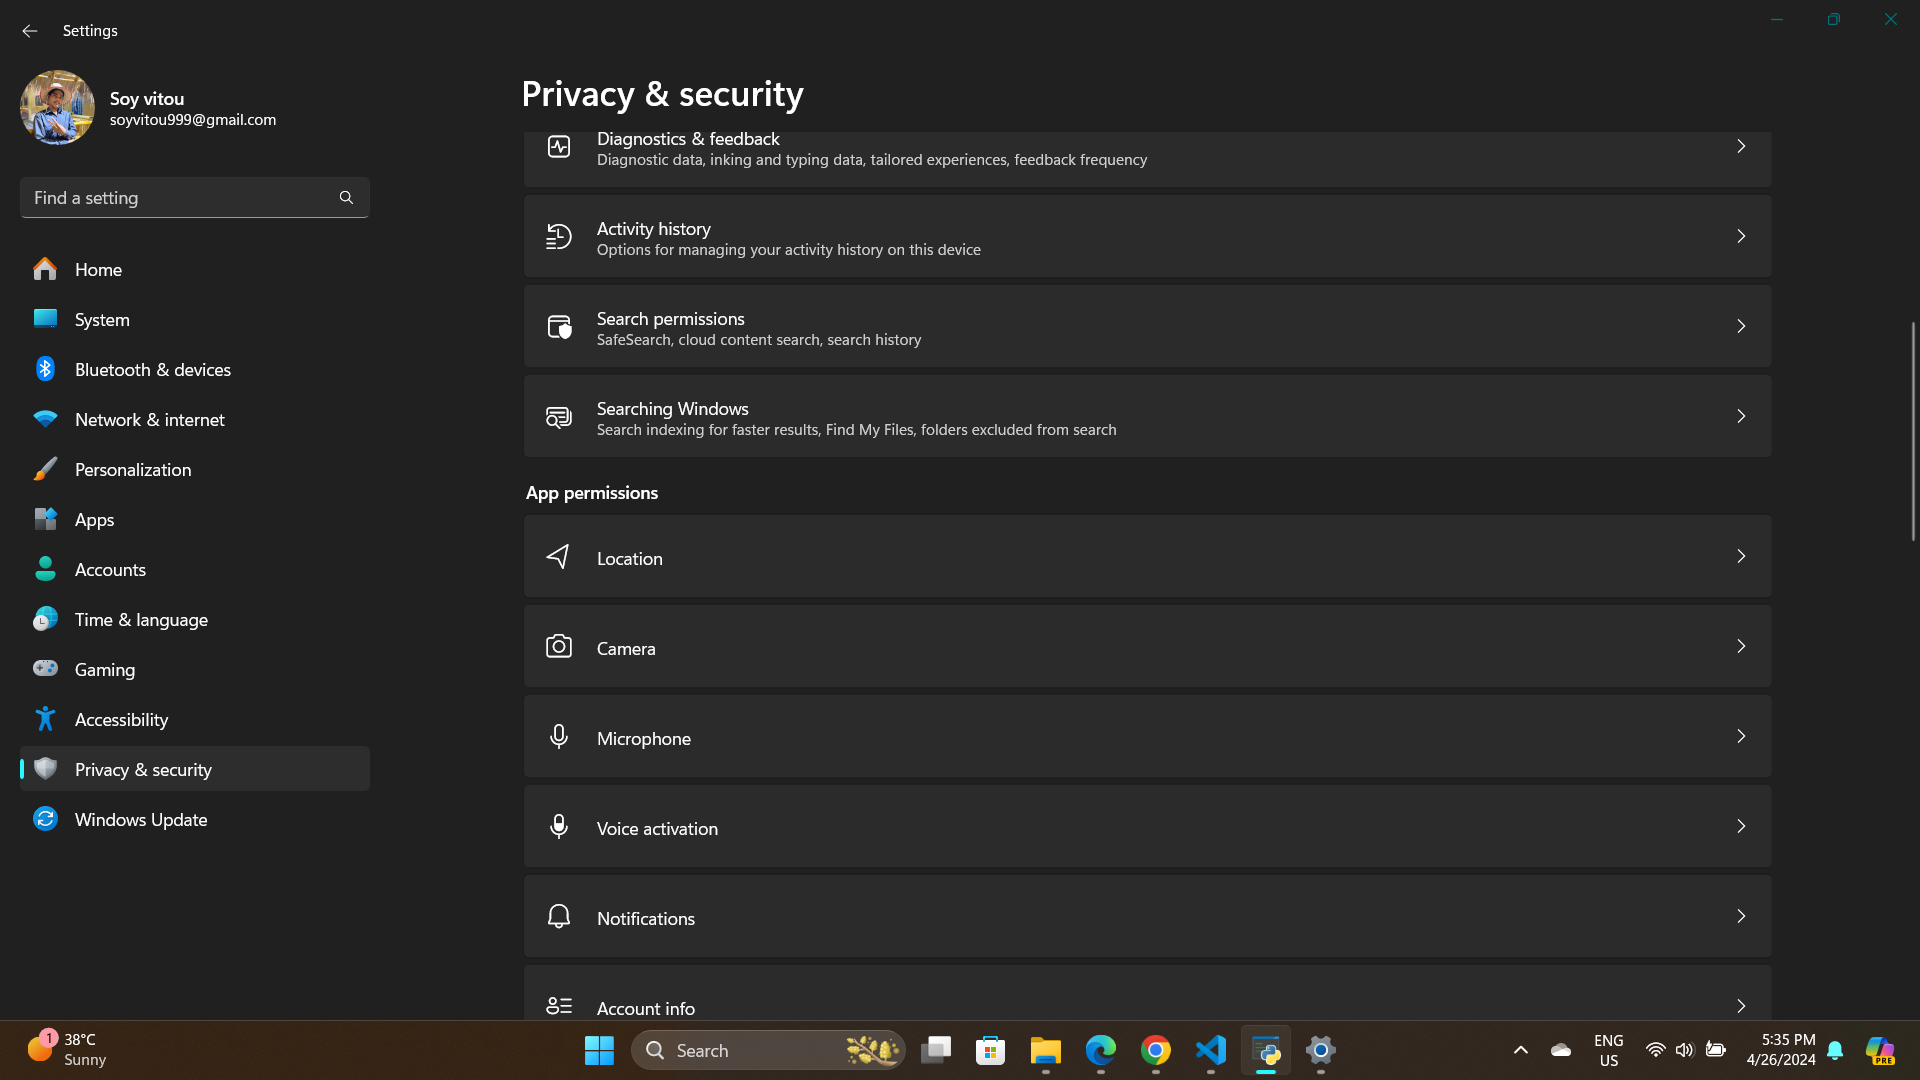 Settings
Soy vitou
soyvitou999@gmail.com
Find a setting
Home
System
Bluetooth & devices
Network & internet
Personalization
Apps
Accounts
Time & language
Gaming
Accessibility
Privacy & security
Windows Update
Privacy & security
Diagnostics & feedback
Diagnostic data, inking and typing data, tailored experiences, feedback frequency
Activity history
Options for managing your activity history on this device
Search permissions
SafeSearch, cloud content search, search history
Searching Windows
Search indexing for faster results, Find My Files, folders excluded from search
App permissions
Location
Camera
Microphone
Voice activation
Notifications
Account info
1
38°C
Sunny
Search
ENG
US
5:35 PM
4/26/2024
PRE